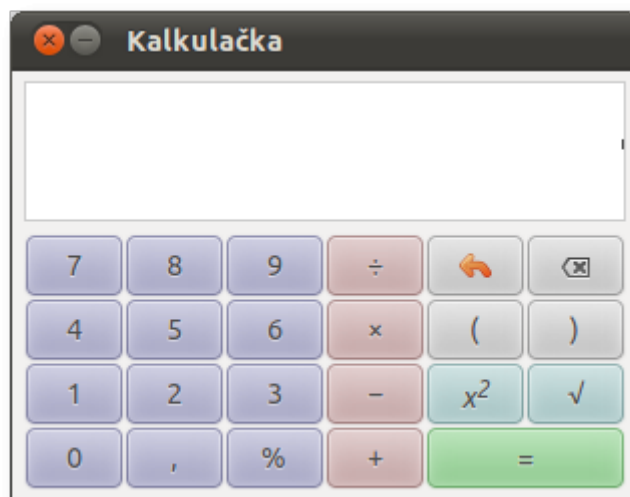 Kalkulačka
7 8 9 ÷
4 5 6 × ( )
1 2 3 − x² √
0 , % + =